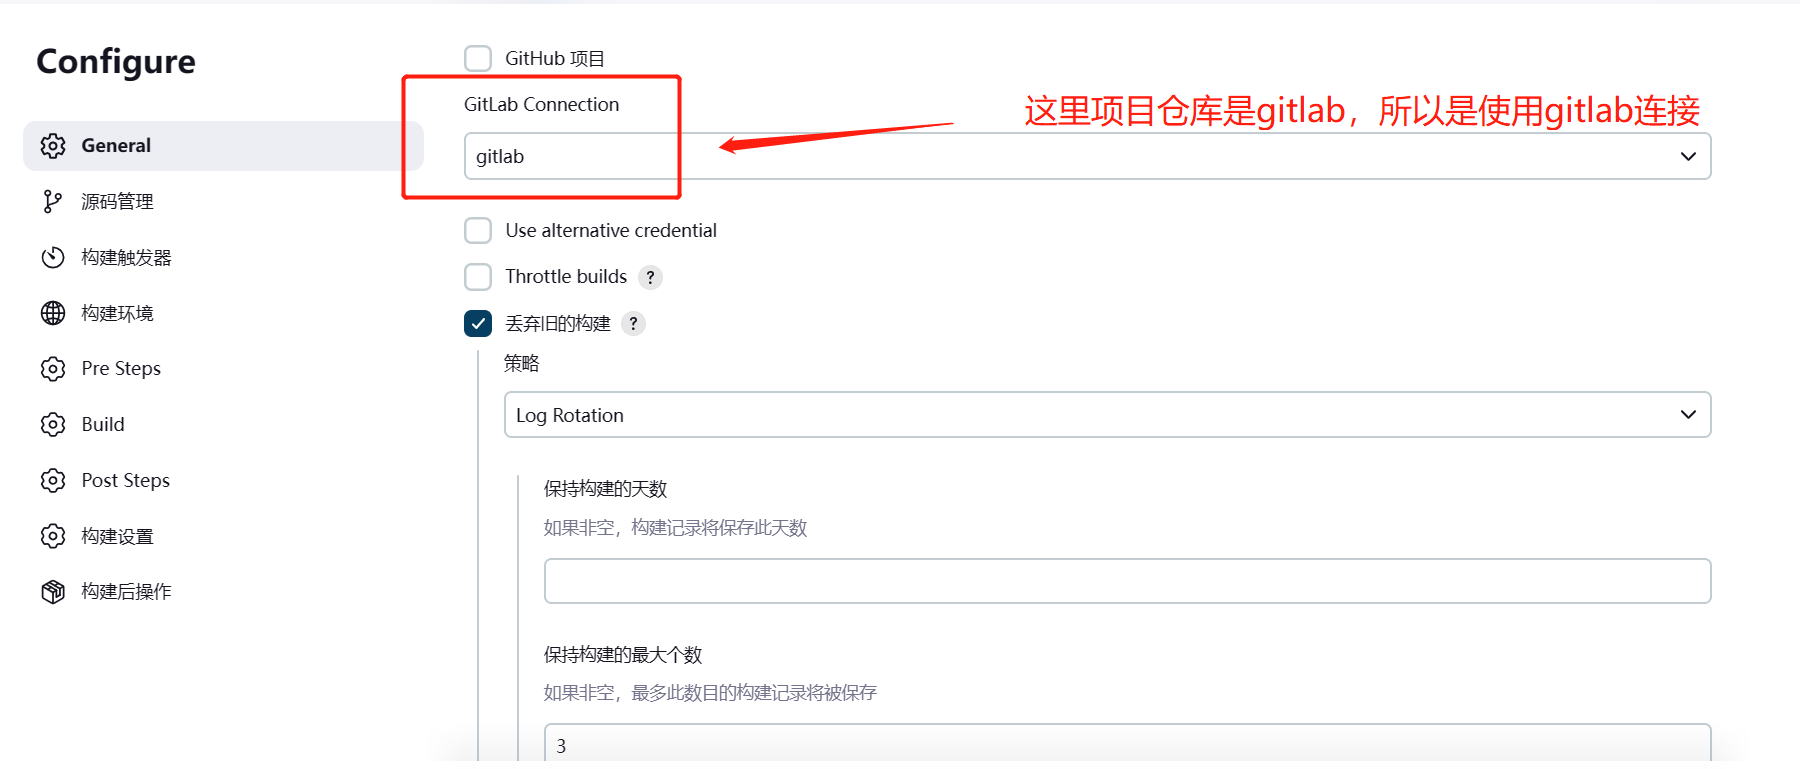 Configure
General
源码管理
构建触发器
构建环境
Pre Steps
Build
Post Steps
构建设置
构建后操作
GitHub 项目
GitLab Connection
这里项目仓库是gitlab，所以是使用gitlab连接
gitlab
Use alternative credential
Throttle builds ?
丢弃旧的构建 ?
策略
Log Rotation
保持构建的天数
如果非空，构建记录将保存此天数
保持构建的最大个数
如果非空，最多此数目的构建记录将被保存
3